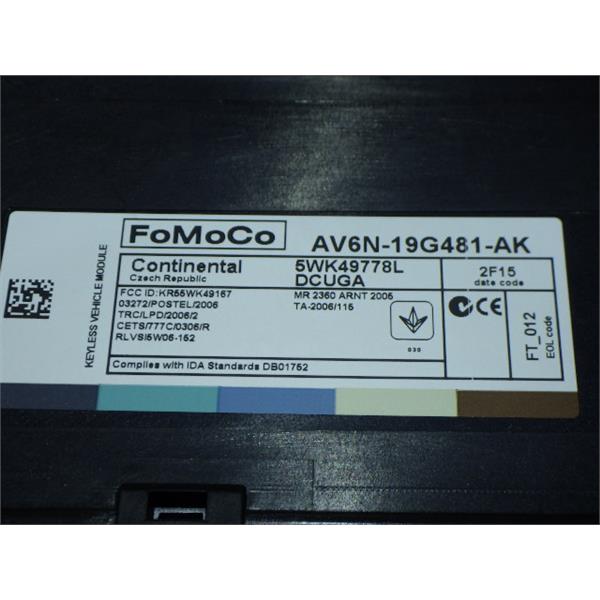 KEYLESS VEHICLE MODULE
FoMoCo
AV6N-19G481-AK
Continental
Czech Republic
5WK49778L
DCUGA
2F15
date code
FCC ID:KR55WK49167
03272/POSTEL/2006
TRC/LPD/2006/2
CETS/777C/0306/R
RLVSI5W06-152
MR 2360 ARNT 2005
TA-2006/115
FT_012
EOL code
Complies with IDA Standards DB01752